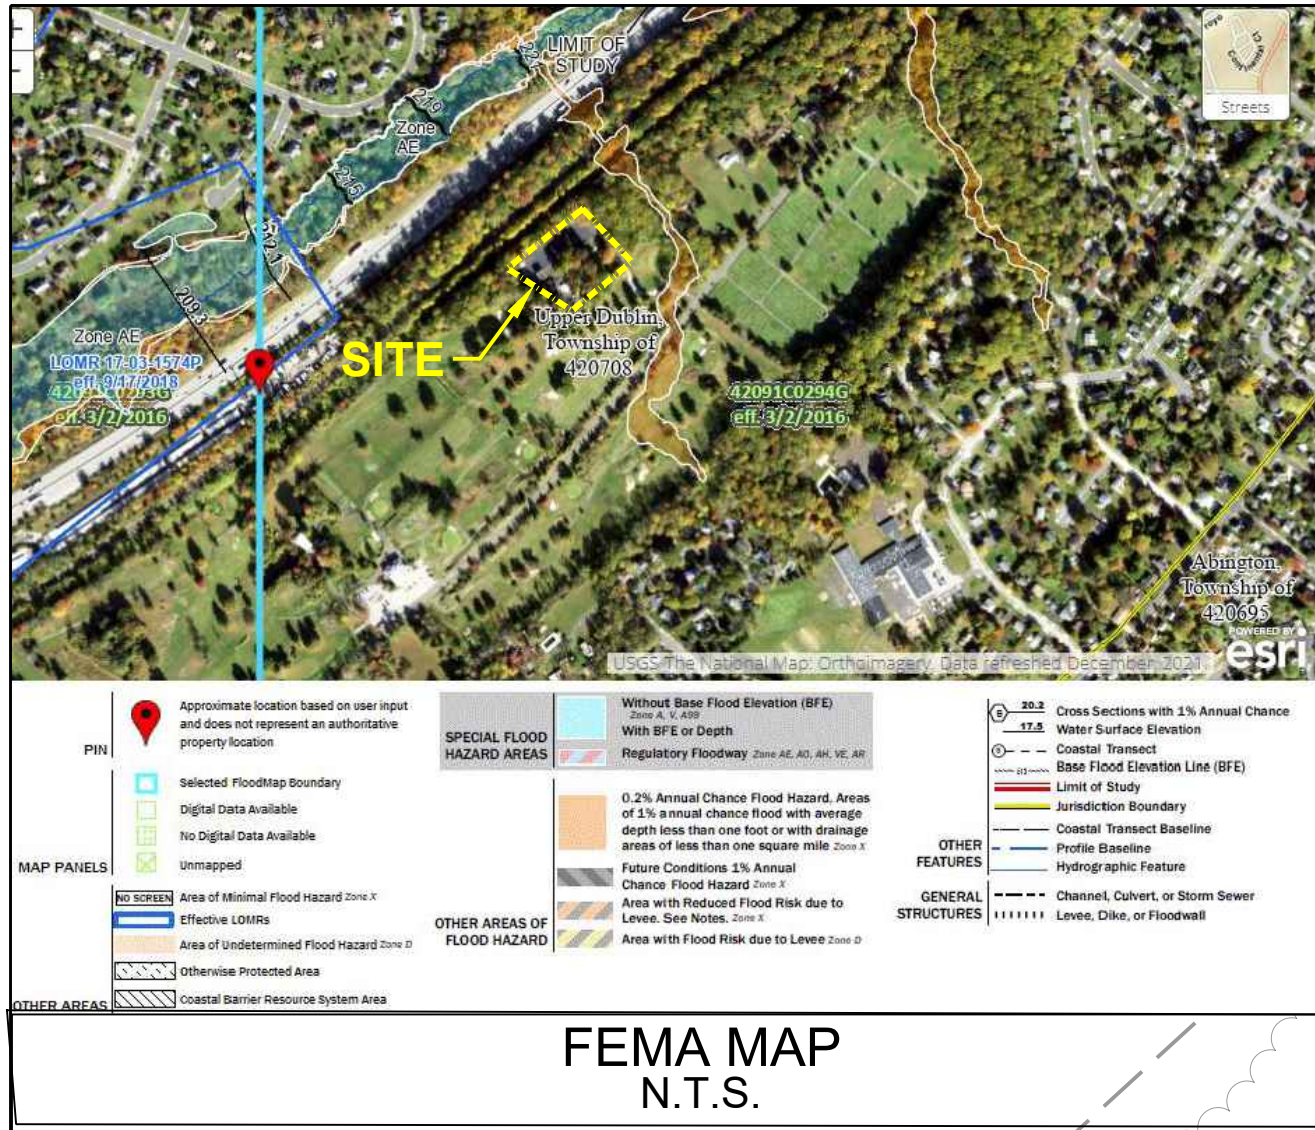 LIMIT OF
STUDY
221
219
Zone
AE
215
212.1
209.3
Zone AE
LOMR 17-03-1574P
eff. 9/17/2018
42091C0293G
eff. 3/2/2016
SITE
Upper Dublin,
Township of
420708
42091C0294G
eff. 3/2/2016
Abington,
Township of
420695
Continental Ct
Streets
POWERED BY
esri
USGS The National Map: Orthoimagery. Data refreshed December, 2021.
PIN
Approximate location based on user input
and does not represent an authoritative
property location
MAP PANELS
Selected FloodMap Boundary
Digital Data Available
No Digital Data Available
Unmapped
OTHER AREAS
NO SCREEN Area of Minimal Flood Hazard Zone X
Effective LOMRs
Area of Undetermined Flood Hazard Zone D
Otherwise Protected Area
Coastal Barrier Resource System Area
SPECIAL FLOOD
HAZARD AREAS
Without Base Flood Elevation (BFE)
Zone A, V, A99
With BFE or Depth
Regulatory Floodway Zone AE, AO, AH, VE, AR
OTHER AREAS OF
FLOOD HAZARD
0.2% Annual Chance Flood Hazard, Areas
of 1% annual chance flood with average
depth less than one foot or with drainage
areas of less than one square mile Zone X
Future Conditions 1% Annual
Chance Flood Hazard Zone X
Area with Reduced Flood Risk due to
Levee. See Notes. Zone X
Area with Flood Risk due to Levee Zone D
OTHER
FEATURES
20.2 Cross Sections with 1% Annual Chance
17.5 Water Surface Elevation
Coastal Transect
Base Flood Elevation Line (BFE)
Limit of Study
Jurisdiction Boundary
Coastal Transect Baseline
Profile Baseline
Hydrographic Feature
GENERAL
STRUCTURES
Channel, Culvert, or Storm Sewer
Levee, Dike, or Floodwall
FEMA MAP
N.T.S.